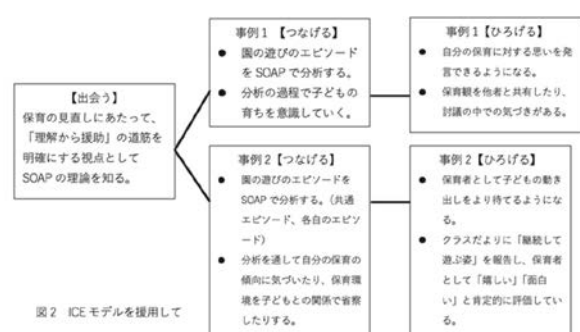 【出会う】
保育の見直しにあたって、
「理解から援助」の道筋を
明確にする視点として
SOAP の理論を知る。
事例1【つなげる】
● 園の遊びのエピソード
を SOAP で分析する。
● 分析の過程で子どもの
育ちを意識していく。
事例1【ひろげる】
● 自分の保育に対する思いを発
言できるようになる。
● 保育観を他者と共有したり、
討議の中での気づきがある。
事例2【つなげる】
● 園の遊びのエピソードを
SOAP で分析する。(共通
エピソード、各自のエピソ
ード)
● 分析を通して自分の保育の
傾向に気づいたり、保育環
境を子どもとの関係で省察
したりする。
事例2【ひろげる】
● 保育者として子どもの動き
出しをより待てるようにな
る。
● クラスだよりに「継続して
遊ぶ姿」を報告し、保育者
として「嬉しい」「面白
い」と肯定的に評価してい
る。
図2 ICE モデルを援用して